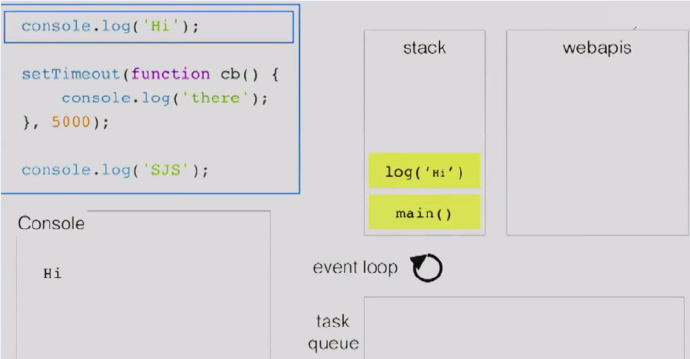 console.log('Hi');
setTimeout(function cb() {
    console.log('there');
}, 5000);
console.log('SJS');
Console
Hi
stack
log('Hi')
main()
webapis
event loop
task
queue